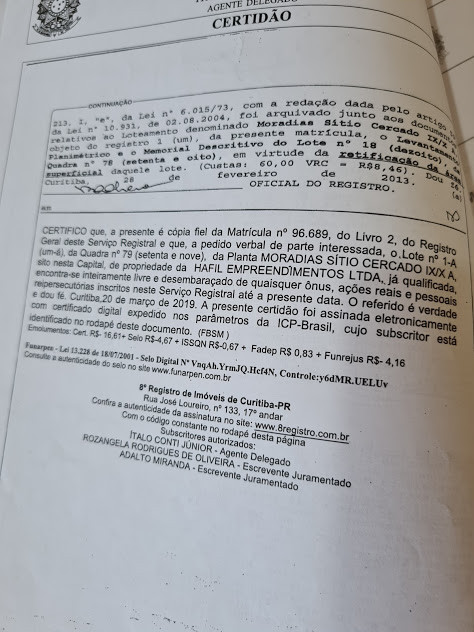 AGENTE DELEGADO
CERTIDÃO
CONTINUAÇÃO
213, I, "e", da Lei nº 6.015/73, com a redação dada pelo artigo
da Lei nº 10.931, de 02.08.2004, foi arquivado junto aos documentos
relativos ao Loteamento denominado Moradias Sítio Cercado IX/X A
objeto do registro 1 (um), da presente matrícula, o Levantamento
Planimétrico e o Memorial Descritivo do Lote nº 18 (dezoito), da
Quadra nº 78 (setenta e oito), em virtude da retificação da área
superficial daquele lote. (Custas: 60,00 VRC = R$8,46). Dou fé.
Curitiba, 28 de fevereiro de 2013. (a)
OFICIAL DO REGISTRO.
am
CERTIFICO que, a presente é cópia fiel da Matrícula nº 96.689, do Livro 2, do Registro
Geral deste Serviço Registral e que, a pedido verbal de parte interessada, o Lote nº 1-A
(um-á), da Quadra nº 79 (setenta e nove), da Planta MORADIAS SÍTIO CERCADO IX/X A,
sito nesta Capital, de propriedade da HAFIL EMPREENDIMENTOS LTDA, já qualificada,
encontra-se inteiramente livre e desembaraçado de quaisquer ônus, ações reais e pessoais
reipersecutórias inscritos neste Serviço Registral até a presente data. O referido é verdade
e dou fé. Curitiba,20 de março de 2019. A presente certidão foi assinada eletronicamente
com certificado digital expedido nos parâmetros da ICP-Brasil, cujo subscritor está
identificado no rodapé deste documento. (FBSM )
Emolumentos: Cert. R$- 16,61+ Selo R$-4,67 + ISSQN R$-0,67 + Fadep R$ 0,83 + Funrejus R$- 4,16
Funarpen - Lei 13.228 de 18/07/2001 - Selo Digital Nº VnqAh.YrmJQ.Hcf4N, Controle:y6dMR.UELUv
Consulte a autenticidade do selo no site www.funarpen.com.br
8º Registro de Imóveis de Curitiba-PR
Rua José Loureiro, nº 133, 17º andar
Confira a autenticidade da assinatura no site: www.8registro.com.br
Com o código constante no rodapé desta página
Subscritores autorizados:
ÍTALO CONTI JÚNIOR - Agente Delegado
ROZANGELA RODRIGUES DE OLIVEIRA - Escrevente Juramentado
ADALTO MIRANDA - Escrevente Juramentado